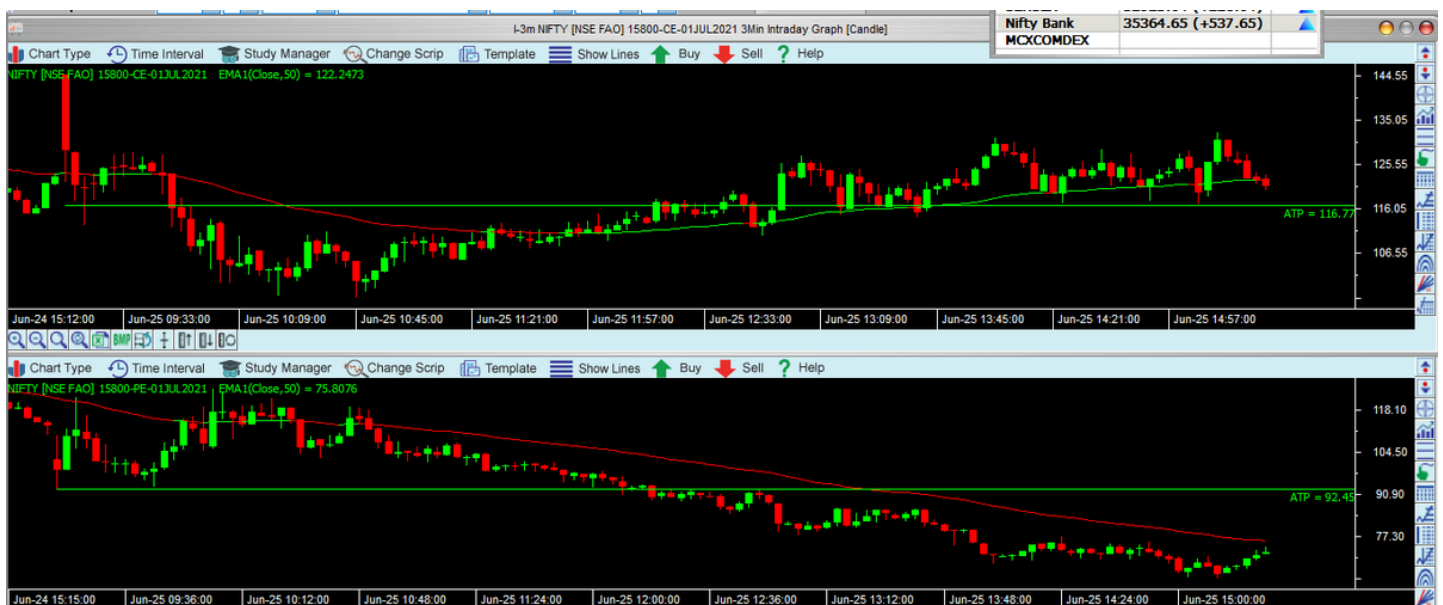 I-3m NIFTY [NSE FAO] 15800-CE-01JUL2021 3Min Intraday Graph [Candle]
Nifty Bank 35364.65 (+537.65)
MCXCOMDEX
Chart Type Time Interval Study Manager Change Scrip Template Show Lines Buy Sell Help
NIFTY [NSE FAO] 15800-CE-01JUL2021 EMA1(Close,50) = 122.2473
144.55
135.05
125.55
116.05
ATP = 116.77
106.55
Jun-24 15:12:00 Jun-25 09:33:00 Jun-25 10:09:00 Jun-25 10:45:00 Jun-25 11:21:00 Jun-25 11:57:00 Jun-25 12:33:00 Jun-25 13:09:00 Jun-25 13:45:00 Jun-25 14:21:00 Jun-25 14:57:00
BMP
Chart Type Time Interval Study Manager Change Scrip Template Show Lines Buy Sell Help
NIFTY [NSE FAO] 15800-PE-01JUL2021 EMA1(Close,50) = 75.8076
118.10
104.50
90.90
ATP = 92.45
77.30
Jun-24 15:15:00 Jun-25 09:36:00 Jun-25 10:12:00 Jun-25 10:48:00 Jun-25 11:24:00 Jun-25 12:00:00 Jun-25 12:36:00 Jun-25 13:12:00 Jun-25 13:48:00 Jun-25 14:24:00 Jun-25 15:00:00